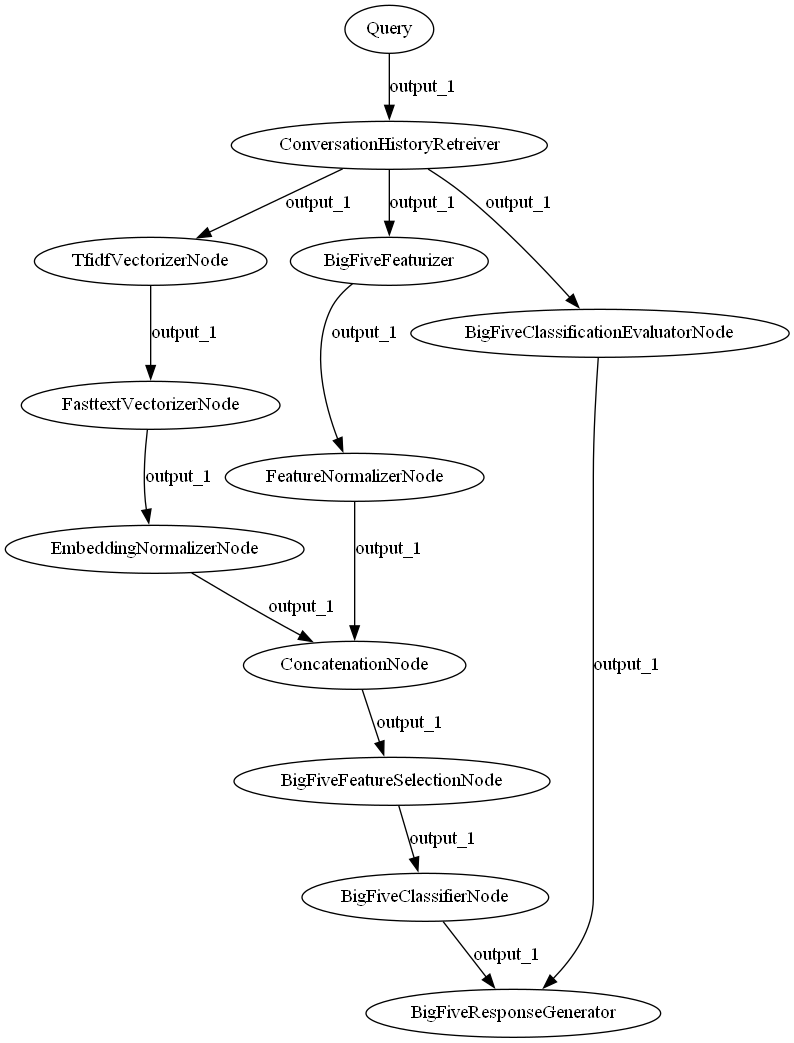 Query
output_1
ConversationHistoryRetreiver
output_1
output_1
output_1
TfidfVectorizerNode
BigFiveFeaturizer
output_1
output_1
BigFiveClassificationEvaluatorNode
FasttextVectorizerNode
output_1
FeatureNormalizerNode
EmbeddingNormalizerNode
output_1
output_1
ConcatenationNode
output_1
output_1
BigFiveFeatureSelectionNode
output_1
BigFiveClassifierNode
output_1
BigFiveResponseGenerator